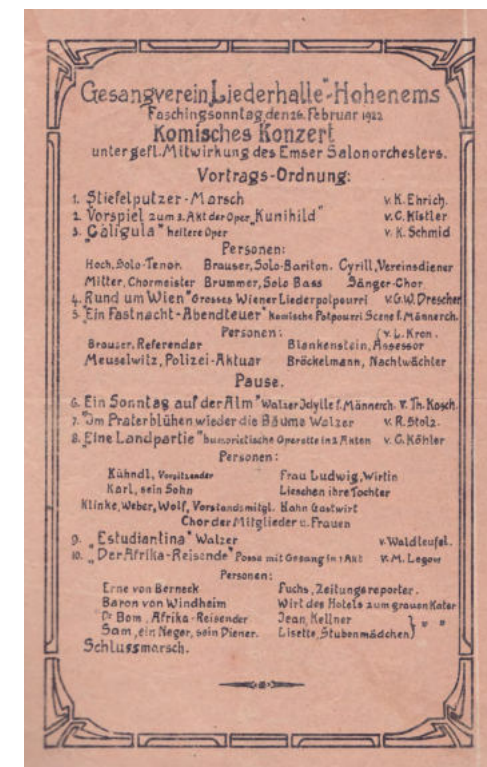 Gesangverein „Liederhalle"-Hohenems
Faschingsonntag den 26. Februar 1922
Komisches Konzert
unter gefl. Mitwirkung des Emser Salonorchesters.
Vortrags-Ordnung:
1. Stiefelputzer-Marsch v. K. Ehrich.
2. Vorspiel zum 3. Akt der Oper „Kunihild" v. C. Kistler
3. „Caligula" heitere Oper v. K. Schmid
Personen:
Hoch, Solo-Tenor. Brauser, Solo-Bariton. Cyrill, Vereinsdiener
Mitter, Chormeister Brummer, Solo Bass Sänger-Chor.
4. „Rund um Wien" Grosses Wiener Liederpolpourri v. G.W. Drescher
5. "Ein Fastnacht-Abendteuer" Komische Potpourri Scene f. Männerch.
Personen: (v. L. Kron.
Brauser, Referendar Blankenstein, Assessor
Meuselwitz, Polizei-Aktuar Bröckelmann, Nachtwächter
Pause.
6. „Ein Sonntag auf der Alm" Walzer Jdylle f. Männerch. v. Th. Kosch.
7. "Jm Prater blühen wieder die Bäume Walzer v. R. Stolz.
8. „Eine Landpartie" humoristische Operette in 2 Akten v. G. Köhler
Personen:
Kühndl, Vorsitzender Frau Ludwig, Wirtin
Karl, sein Sohn Lieschen ihre Tochter
Klinke, Weber, Wolf, Vorstandsmitgl. Hahn Gastwirt
Chor der Mitglieder u. Frauen
9. „Estudiantina" Walzer v. Waldteufel.
10. „Der Afrika-Reisende" Posse mit Gesang in 1 Akt v. M. Legow
Personen:
Erne von Berneck Fuchs, Zeitungsreporter.
Baron von Windheim Wirt des Hotels zum grauen Kater
Dr Bom, Afrika-Reisender Jean, Kellner } " "
Sam, ein Neger, sein Diener. Lisette, Stubenmädchen
Schlussmarsch.